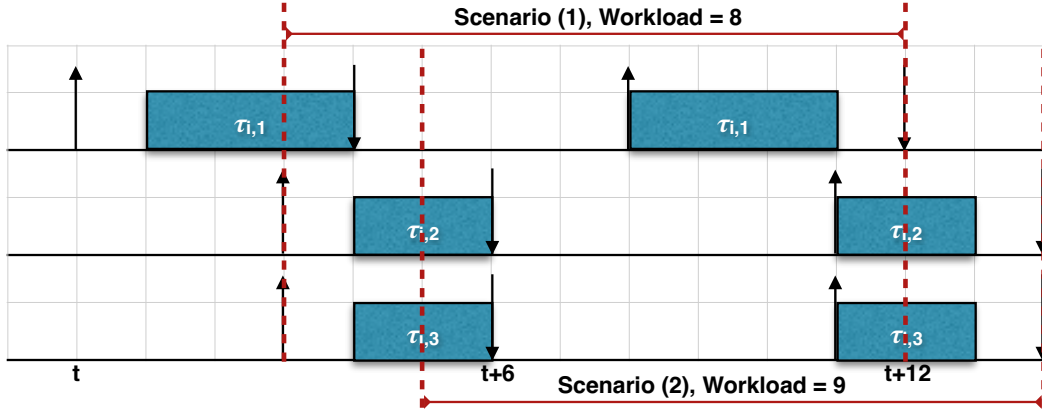 Scenario (1), Workload = 8
τi,1 τi,1
τi,2 τi,2
τi,3 τi,3
t t+6 t+12
Scenario (2), Workload = 9